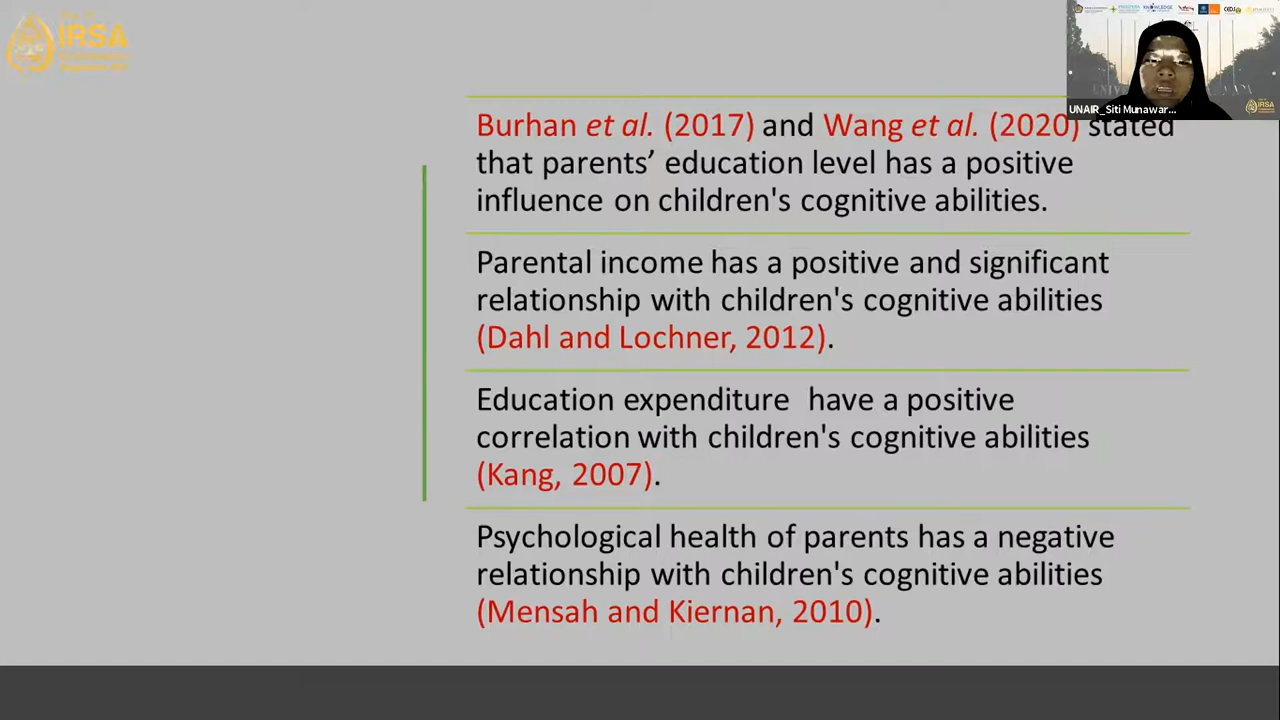 IRSA
UNAIR_Siti Munawar...
Burhan et al. (2017) and Wang et al. (2020) stated
that parents’ education level has a positive
influence on children's cognitive abilities.
Parental income has a positive and significant
relationship with children's cognitive abilities
(Dahl and Lochner, 2012).
Education expenditure  have a positive
correlation with children's cognitive abilities
(Kang, 2007).
Psychological health of parents has a negative
relationship with children's cognitive abilities
(Mensah and Kiernan, 2010).